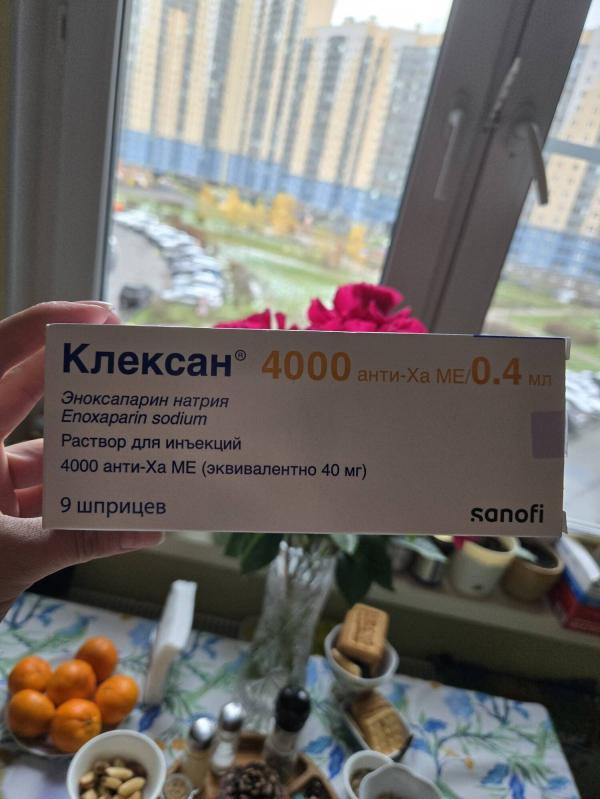 Клексан® 4000 анти-Ха МЕ/0.4 мл
Эноксапарин натрия
Enoxaparin sodium
Раствор для инъекций
4000 анти-Ха МЕ (эквивалентно 40 мг)
9 шприцев
sanofi